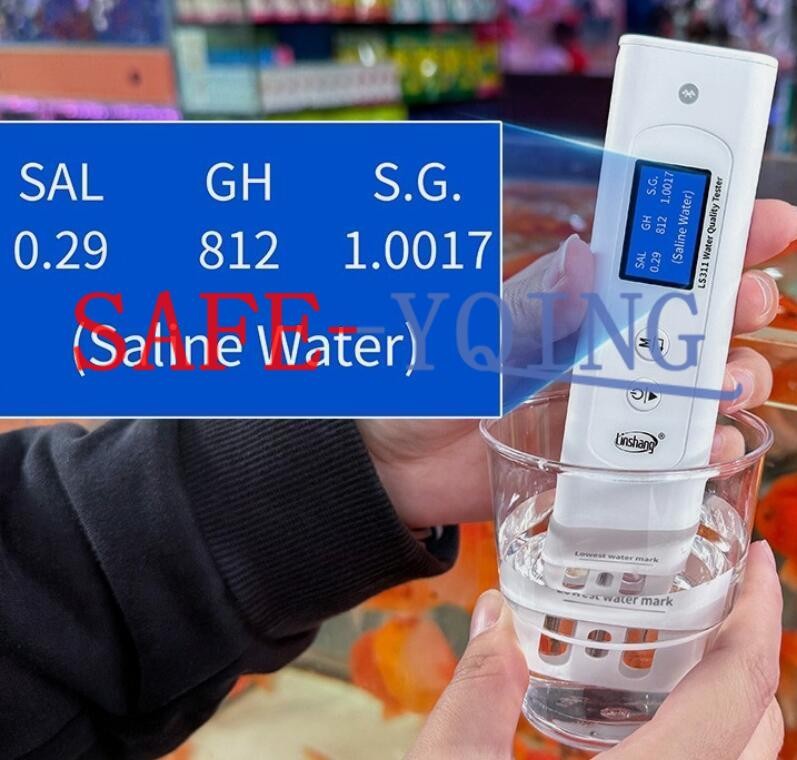 SAL GH S.G.
0.29 812 1.0017
(Saline Water)
SAFE-YQING
SAL GH S.G.
0.29 812 1.0017
(Saline Water)
LS311 Water Quality Tester
M
Linshang®
Lowest water mark
Lowest water mark